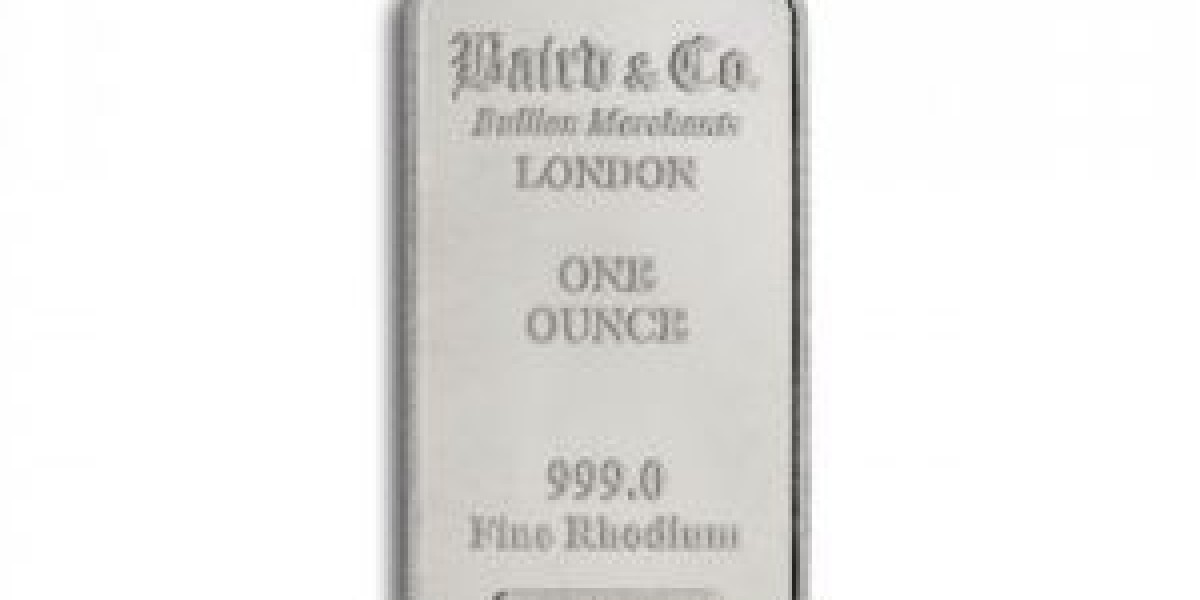 Baird & Co.
Bullion Merchants
LONDON
ONE
OUNCE
999.0
Fine Rhodium